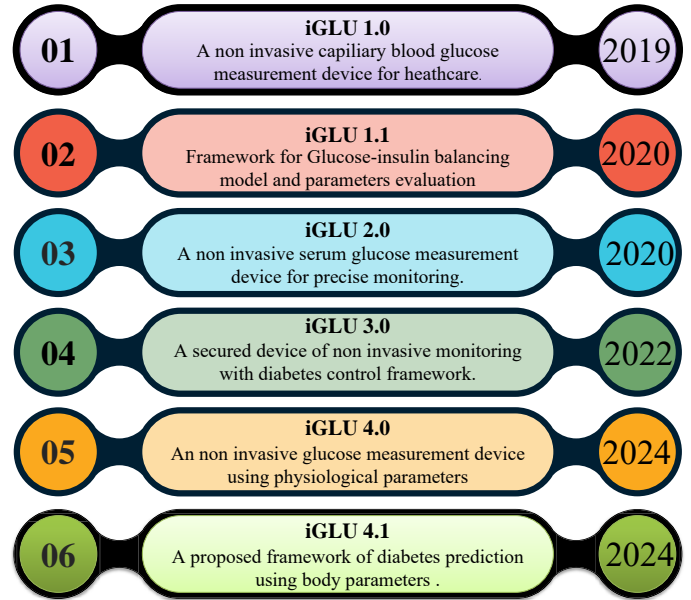 01
iGLU 1.0
A non invasive capiliary blood glucose
measurement device for heathcare.
2019
02
iGLU 1.1
Framework for Glucose-insulin balancing
model and parameters evaluation
2020
03
iGLU 2.0
A non invasive serum glucose measurement
device for precise monitoring.
2020
04
iGLU 3.0
A secured device of non invasive monitoring
with diabetes control framework.
2022
05
iGLU 4.0
An non invasive glucose measurement device
using physiological parameters
2024
06
iGLU 4.1
A proposed framework of diabetes prediction
using body parameters .
2024